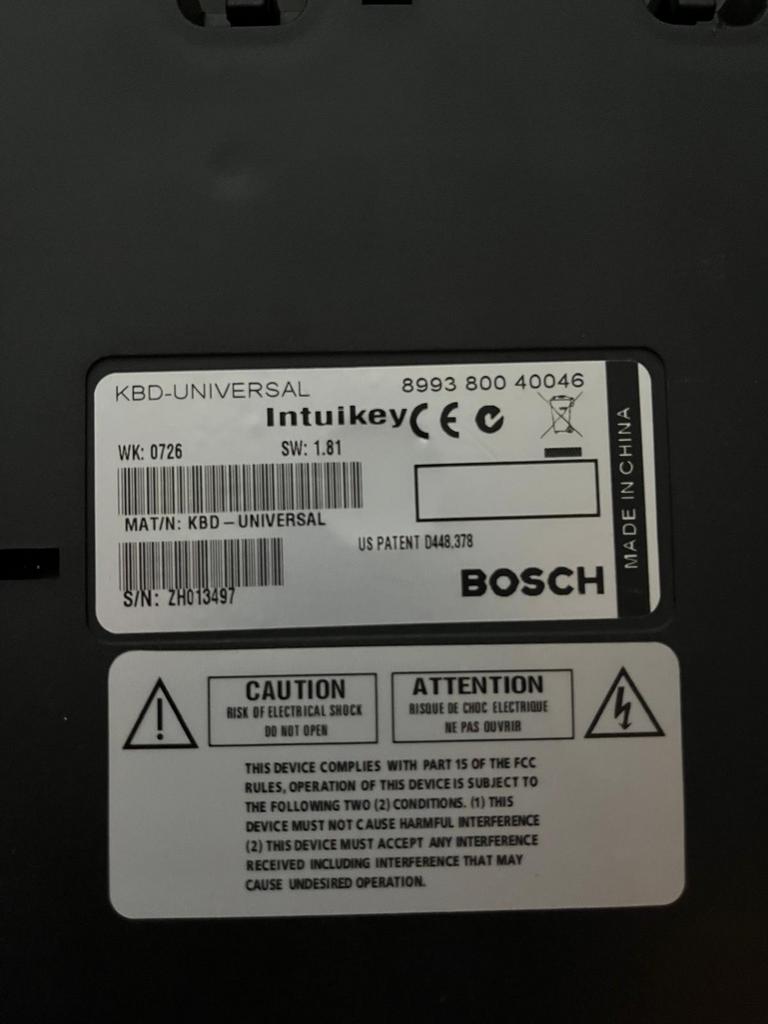 KBD-UNIVERSAL 8993 800 40046
Intuikey CE
WK: 0726 SW: 1.81
MAT/N: KBD – UNIVERSAL
US PATENT D448,378
S/N: ZH013497
BOSCH
MADE IN CHINA
CAUTION
RISK OF ELECTRICAL SHOCK
DO NOT OPEN
ATTENTION
RISQUE DE CHOC ELECTRIQUE
NE PAS OUVRIR
THIS DEVICE COMPLIES WITH PART 15 OF THE FCC
RULES, OPERATION OF THIS DEVICE IS SUBJECT TO
THE FOLLOWING TWO (2) CONDITIONS. (1) THIS
DEVICE MUST NOT CAUSE HARMFUL INTERFERENCE
(2) THIS DEVICE MUST ACCEPT ANY INTERFERENCE
RECEIVED INCLUDING INTERFERENCE THAT MAY
CAUSE UNDESIRED OPERATION.